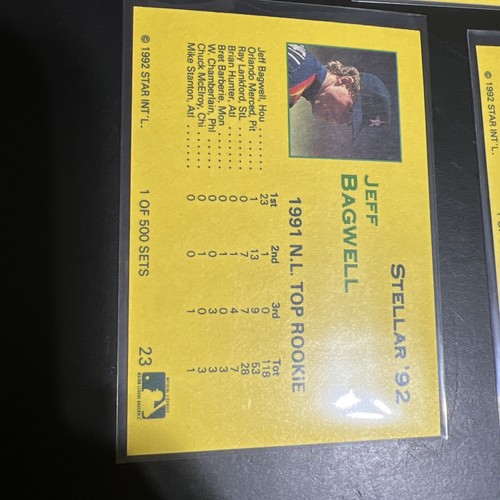 STELLAR '92
JEFF
BAGWELL
1991 N.L. TOP ROOKIE
1st 2nd 3rd Tot
Jeff Bagwell, Hou . . . . . . 23 1 0 118
Orlando Merced, Pit . . . . . . 1 13 9 53
Ray Lankford, StL . . . . . . 0 7 7 28
Brian Hunter, Atl . . . . . . 0 1 4 7
Bret Barberie, Mon . . . . . . 0 1 0 3
W. Chamberlain, Phi . . . . . . 0 0 3 3
Chuck McElroy, Chi . . . . . . 0 1 0 3
Mike Stanton, Atl . . . . . . 0 0 1 1
© 1992 STAR INT'L. 1 OF 500 SETS 23
© 1992 STAR INT'L.